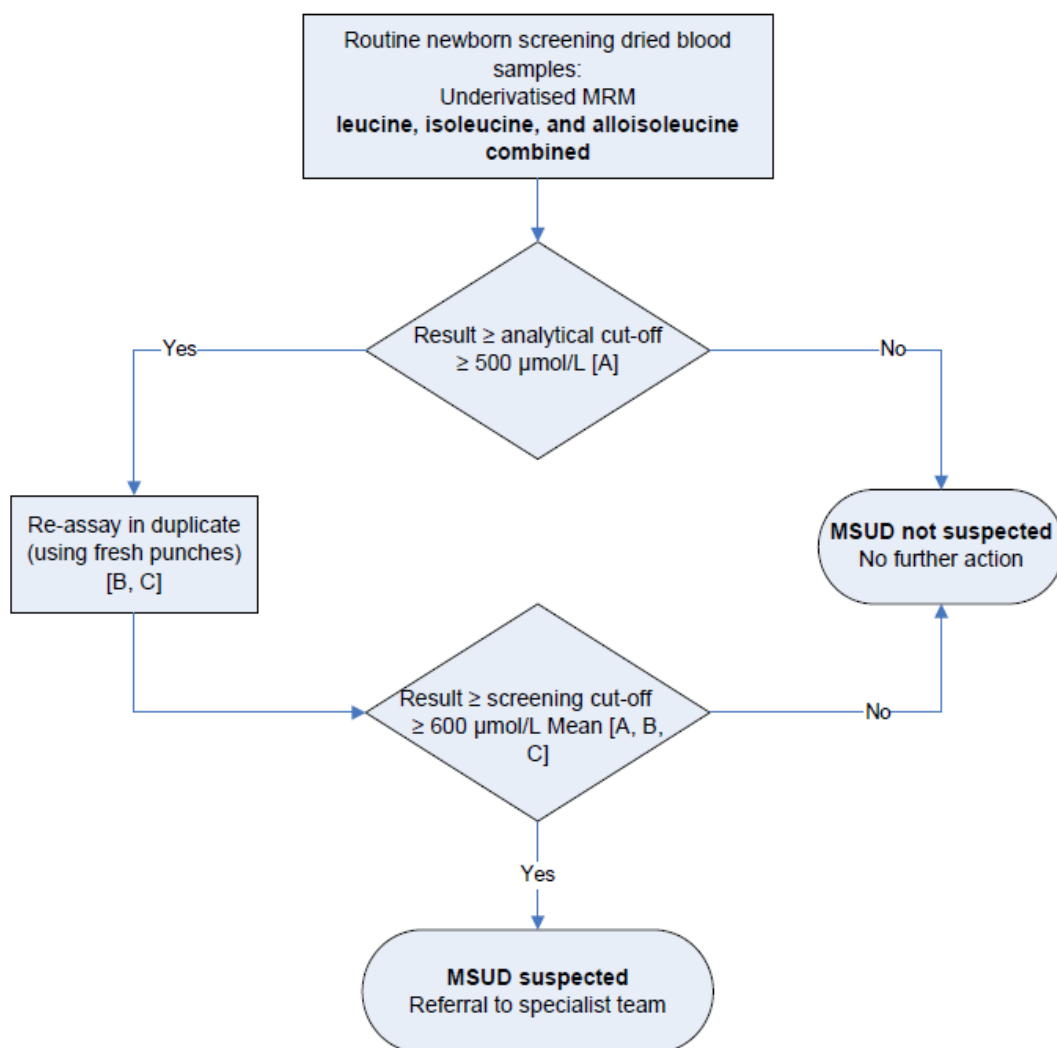 Routine newborn screening dried blood
samples:
Underivatised MRM
leucine, isoleucine, and alloisoleucine
combined
Result ≥ analytical cut-off
≥ 500 µmol/L [A]
Yes
No
Re-assay in duplicate
(using fresh punches)
[B, C]
MSUD not suspected
No further action
Result ≥ screening cut-off
≥ 600 µmol/L Mean [A, B,
C]
No
Yes
MSUD suspected
Referral to specialist team